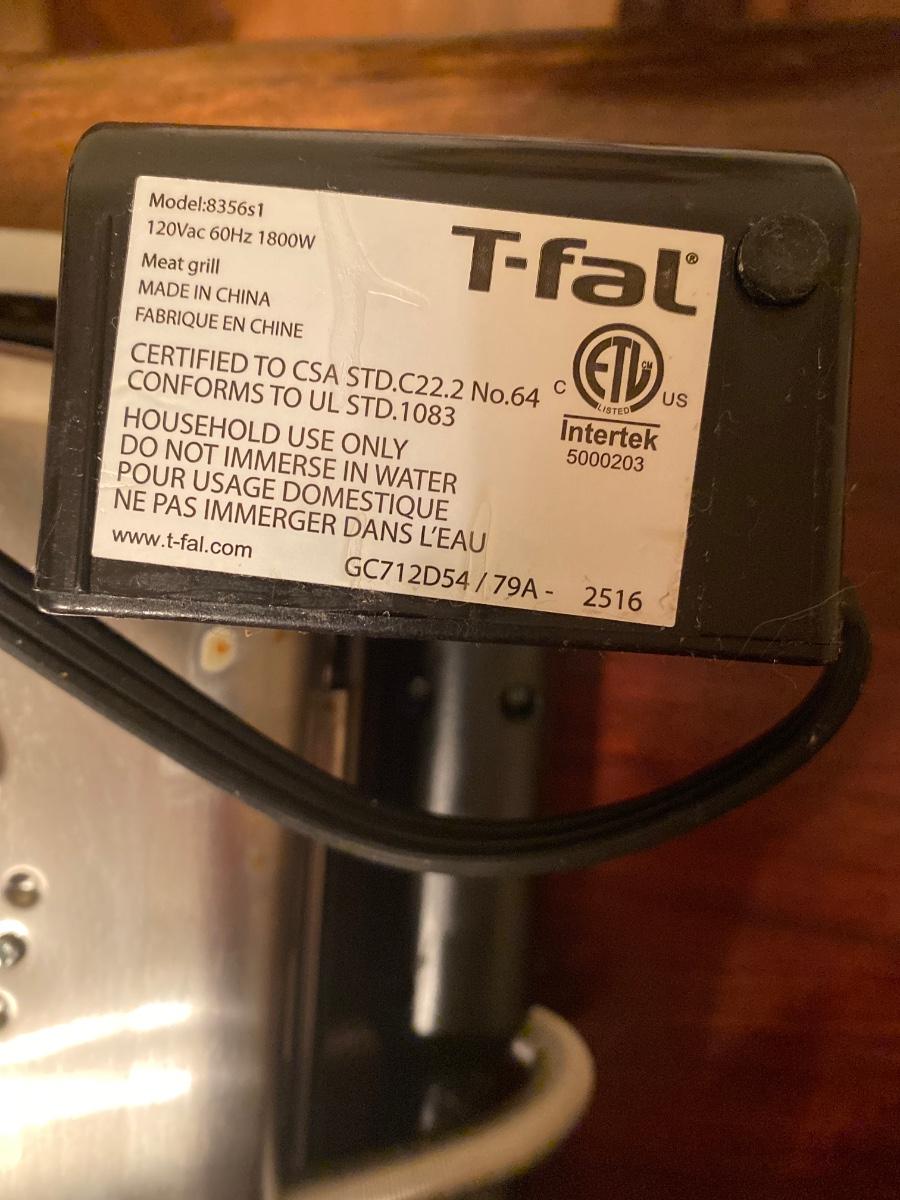 Model:8356s1
120Vac 60Hz 1800W
Meat grill
MADE IN CHINA
FABRIQUE EN CHINE
T-fal®
CERTIFIED TO CSA STD.C22.2 No.64
CONFORMS TO UL STD.1083
C ETL CM US
LISTED
Intertek
5000203
HOUSEHOLD USE ONLY
DO NOT IMMERSE IN WATER
POUR USAGE DOMESTIQUE
NE PAS IMMERGER DANS L'EAU
www.t-fal.com
GC712D54 / 79A - 2516